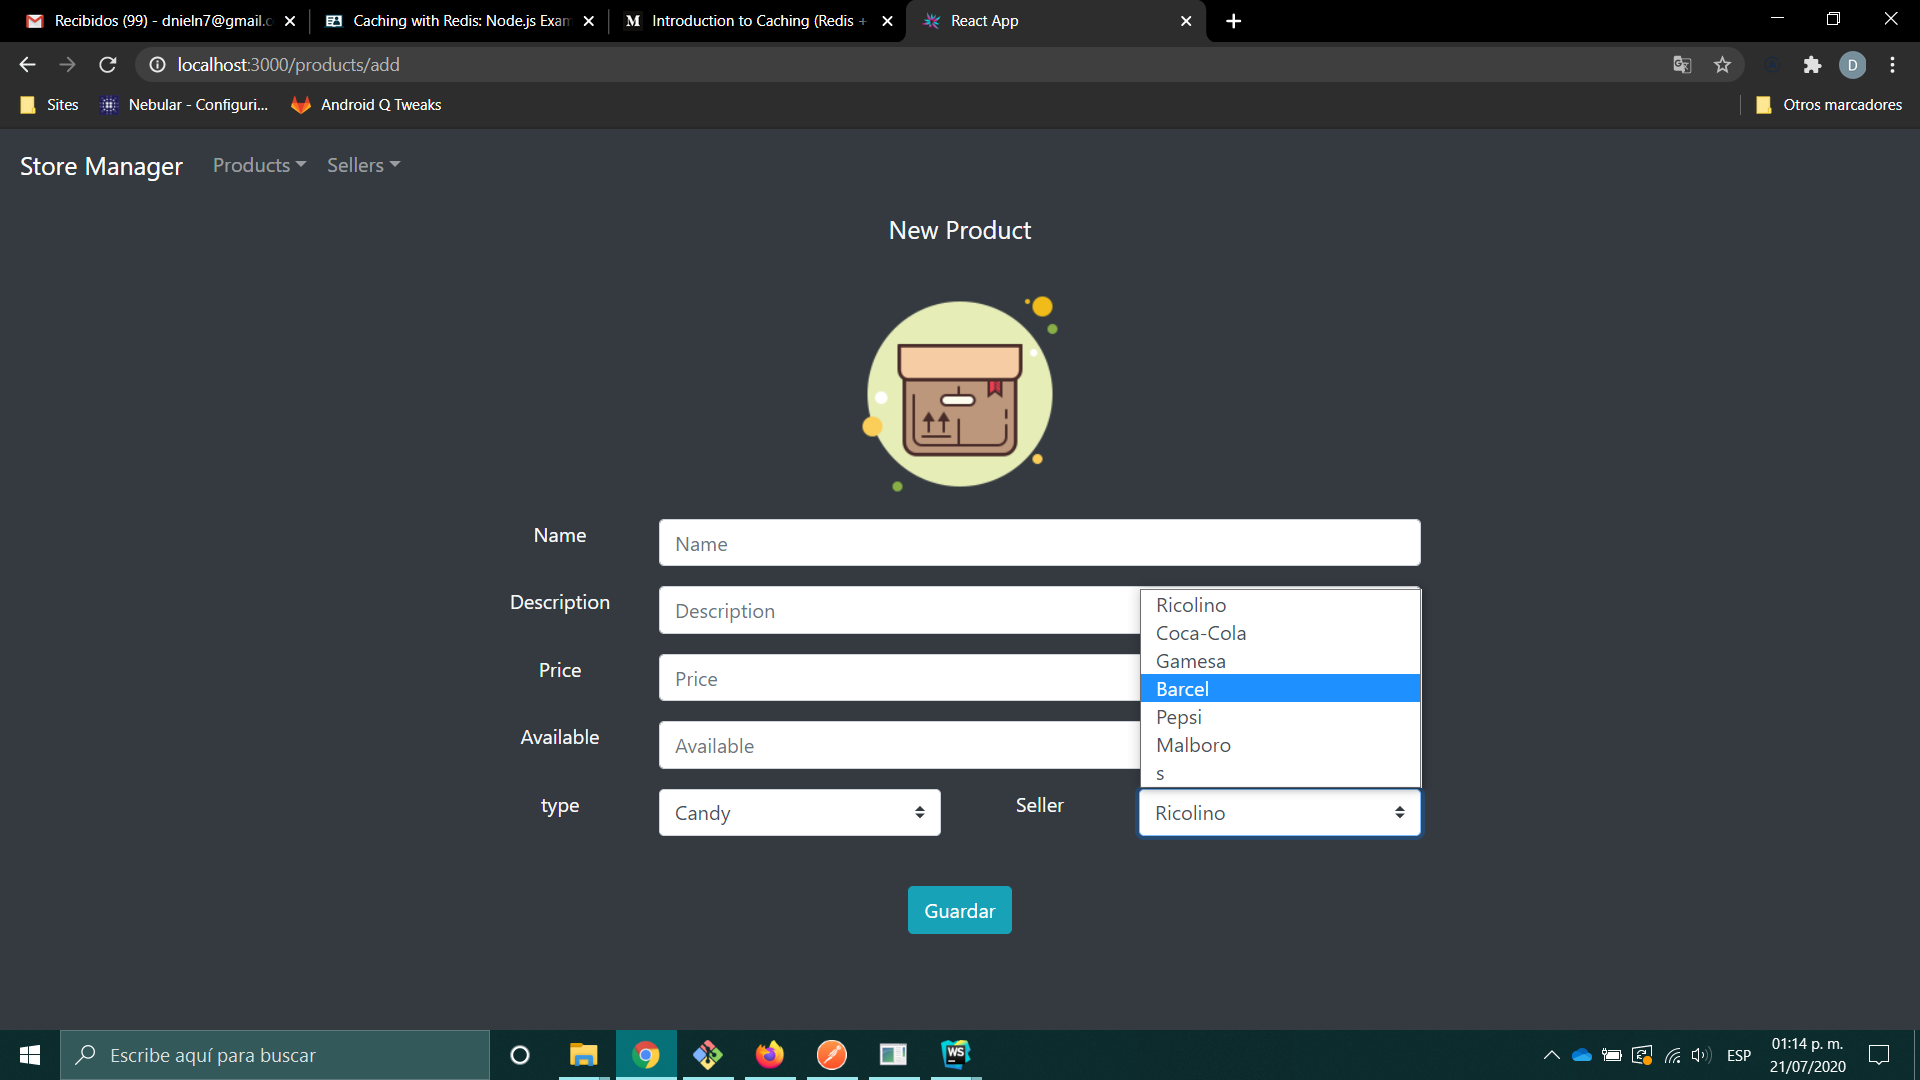 Recibidos (99) - dnieln7@gmail.c
Caching with Redis: Node.js Exam
M Introduction to Caching (Redis +
React App
localhost:3000/products/add
D
Sites
Nebular - Configuri...
Android Q Tweaks
Otros marcadores
Store Manager
Products
Sellers
New Product
Name
Name
Description
Description
Price
Price
Available
Available
Ricolino
Coca-Cola
Gamesa
Barcel
Pepsi
Malboro
s
type
Candy
Seller
Ricolino
Guardar
Escribe aquí para buscar
WS
ESP
01:14 p. m.
21/07/2020